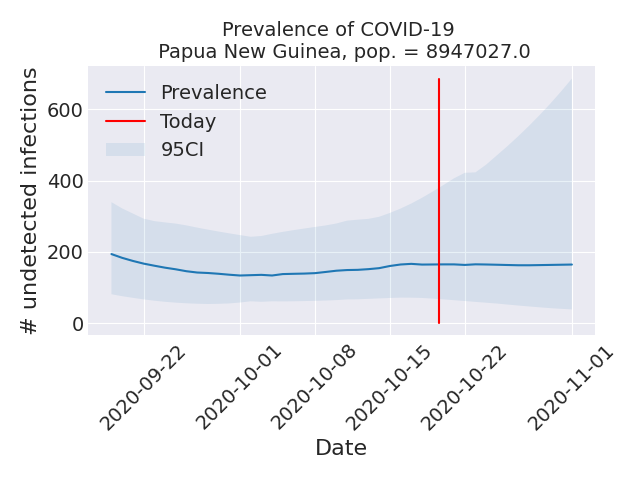 Prevalence of COVID-19
Papua New Guinea, pop. = 8947027.0
Prevalence
Today
95CI
# undetected infections
600
400
200
0
2020-09-22
2020-10-01
2020-10-08
2020-10-15
2020-10-22
2020-11-01
Date